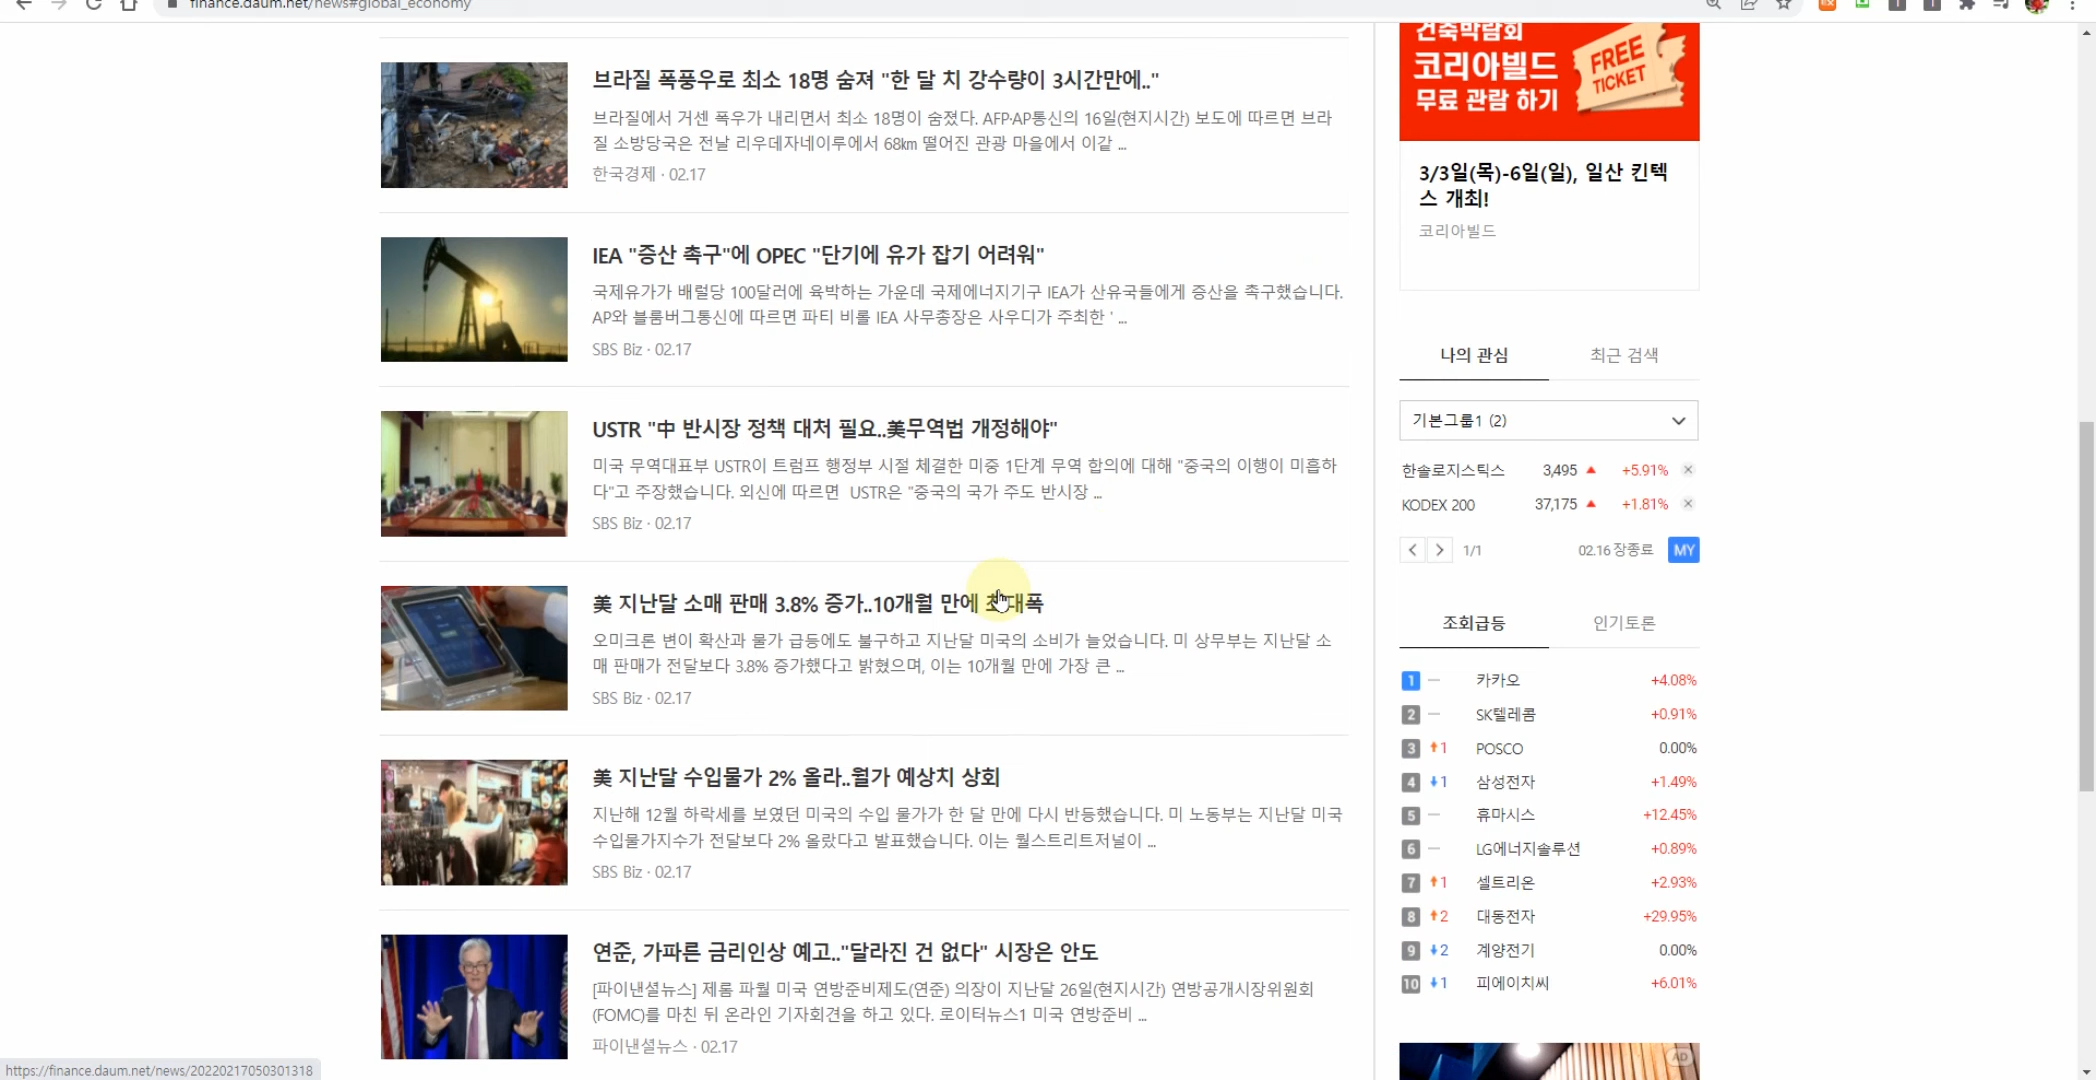 finance.daum.net/news#global_economy
브라질 폭풍우로 최소 18명 숨져 "한 달 치 강수량이 3시간만에.."
브라질에서 거센 폭우가 내리면서 최소 18명이 숨졌다. AFP·AP통신의 16일(현지시간) 보도에 따르면 브라
질 소방당국은 전날 리우데자네이루에서 68㎞ 떨어진 관광 마을에서 이같 ...
한국경제 · 02.17
IEA "증산 촉구"에 OPEC "단기에 유가 잡기 어려워"
국제유가가 배럴당 100달러에 육박하는 가운데 국제에너지기구 IEA가 산유국들에게 증산을 촉구했습니다.
AP와 블룸버그통신에 따르면 파티 비롤 IEA 사무총장은 사우디가 주최한 ' ...
SBS Biz · 02.17
USTR "中 반시장 정책 대처 필요..美무역법 개정해야"
미국 무역대표부 USTR이 트럼프 행정부 시절 체결한 미중 1단계 무역 합의에 대해 "중국의 이행이 미흡하
다"고 주장했습니다. 외신에 따르면 USTR은 "중국의 국가 주도 반시장 ...
SBS Biz · 02.17
美 지난달 소매 판매 3.8% 증가..10개월 만에 최대폭
오미크론 변이 확산과 물가 급등에도 불구하고 지난달 미국의 소비가 늘었습니다. 미 상무부는 지난달 소
매 판매가 전달보다 3.8% 증가했다고 밝혔으며, 이는 10개월 만에 가장 큰 ...
SBS Biz · 02.17
美 지난달 수입물가 2% 올라..월가 예상치 상회
지난해 12월 하락세를 보였던 미국의 수입 물가가 한 달 만에 다시 반등했습니다. 미 노동부는 지난달 미국
수입물가지수가 전달보다 2% 올랐다고 발표했습니다. 이는 월스트리트저널이 ...
SBS Biz · 02.17
연준, 가파른 금리인상 예고.."달라진 건 없다" 시장은 안도
[파이낸셜뉴스] 제롬 파월 미국 연방준비제도(연준) 의장이 지난달 26일(현지시간) 연방공개시장위원회
(FOMC)를 마친 뒤 온라인 기자회견을 하고 있다. 로이터뉴스1 미국 연방준비 ...
파이낸셜뉴스 · 02.17
https://finance.daum.net/news/20220217050301318
건축박람회
코리아빌드
무료 관람 하기
FREE
TICKET
3/3일(목)-6일(일), 일산 킨텍
스 개최!
코리아빌드
나의 관심 최근 검색
기본그룹1 (2)
한솔로지스틱스 3,495 ▲ +5.91%
KODEX 200 37,175 ▲ +1.81%
1/1 02.16 장종료 MY
조회급등 인기토론
1 — 카카오 +4.08%
2 — SK텔레콤 +0.91%
3 ↑1 POSCO 0.00%
4 ↓1 삼성전자 +1.49%
5 — 휴마시스 +12.45%
6 — LG에너지솔루션 +0.89%
7 ↑1 셀트리온 +2.93%
8 ↑2 대동전자 +29.95%
9 ↓2 계양전기 0.00%
10 ↓1 피에이치씨 +6.01%
AD